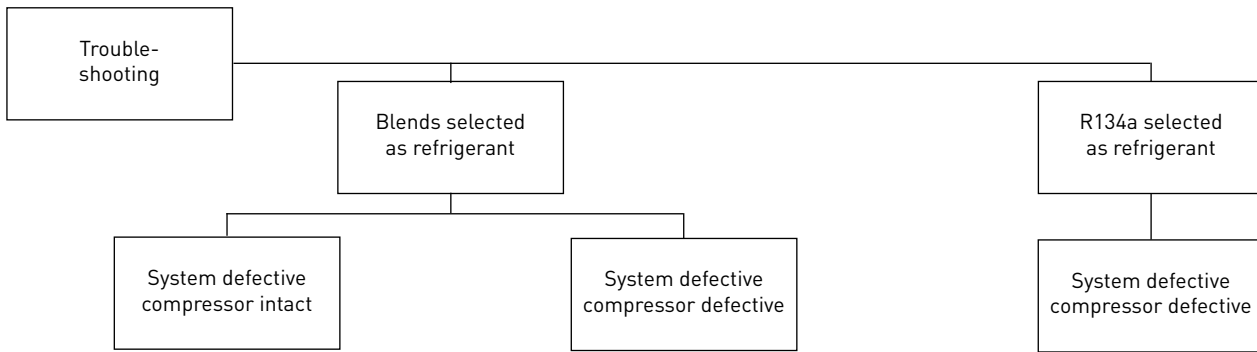 Trouble-
shooting
Blends selected
as refrigerant
R134a selected
as refrigerant
System defective
compressor intact
System defective
compressor defective
System defective
compressor defective